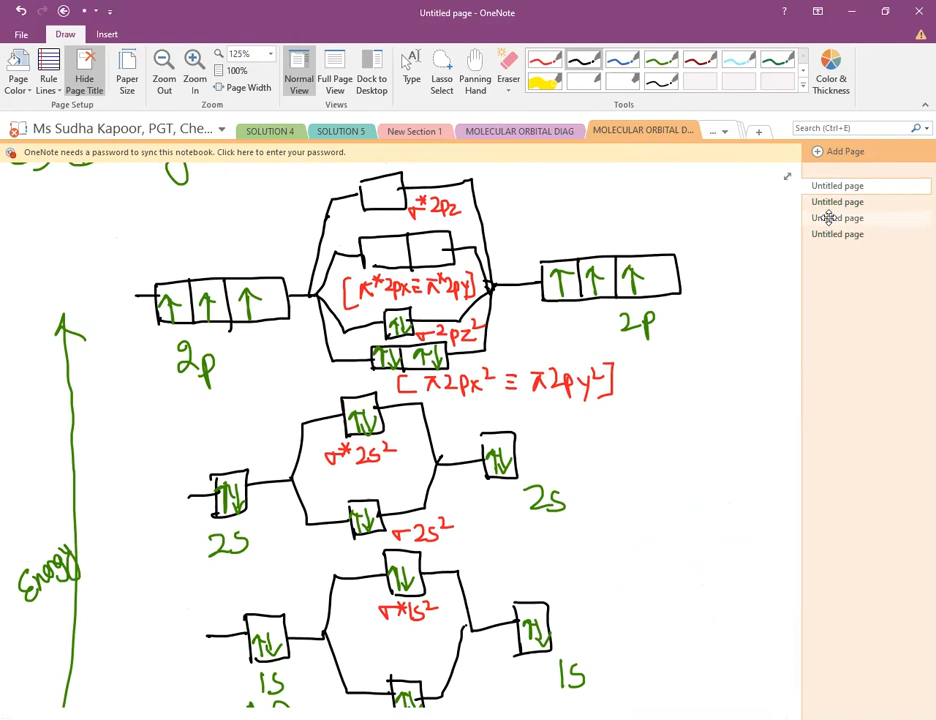 Untitled page - OneNote
?
File Draw Insert
Page Color
Rule Lines
Hide Page Title
Paper Size
Page Setup
Zoom Out
Zoom In
125%
100%
Page Width
Zoom
Normal View
Full Page View
Dock to Desktop
Views
Type
Lasso Select
Panning Hand
Eraser
Tools
Color & Thickness
Ms Sudha Kapoor, PGT, Che...
SOLUTION 4
SOLUTION 5
New Section 1
MOLECULAR ORBITAL DIAG
MOLECULAR ORBITAL D...
...
Search (Ctrl+E)
OneNote needs a password to sync this notebook. Click here to enter your password.
Add Page
Untitled page
Untitled page
Untitled page
Untitled page
σ*2pz
[π*2px≡π*2py]
2p
σ2pz²
2p
[π2px² ≡ π2py²]
σ*2s²
2s
σ2s²
2s
Energy
σ*1s²
1s
1s